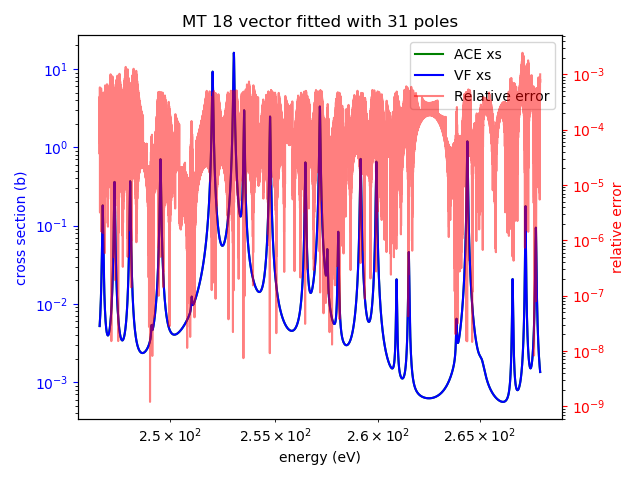 MT 18 vector fitted with 31 poles
ACE xs
VF xs
Relative error
cross section (b)
10¹
10⁰
10⁻¹
10⁻²
10⁻³
10⁻³
10⁻⁴
10⁻⁵
10⁻⁶
10⁻⁷
10⁻⁸
10⁻⁹
relative error
2.5 × 10² 2.55 × 10² 2.6 × 10² 2.65 × 10²
energy (eV)